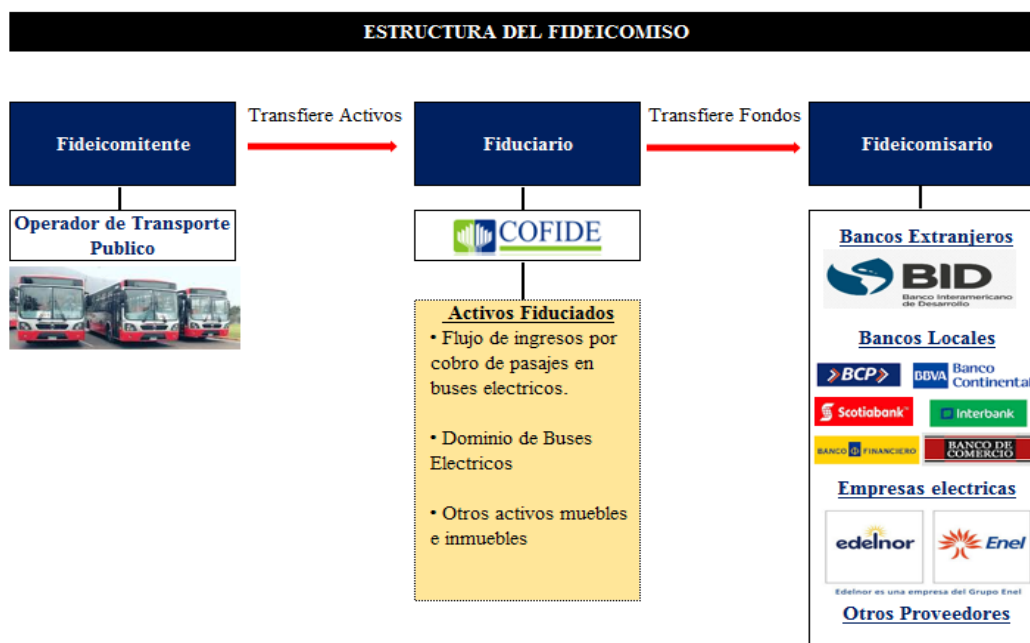 ESTRUCTURA DEL FIDEICOMISO
Fideicomitente
Transfiere Activos
Fiduciario
Transfiere Fondos
Fideicomisario
Operador de Transporte
Publico
COFIDE
Activos Fiduciados
• Flujo de ingresos por
cobro de pasajes en
buses electricos.
• Dominio de Buses
Electricos
• Otros activos muebles
e inmuebles
Bancos Extranjeros
BID
Banco Interamericano
de Desarrollo
Bancos Locales
BCP
BBVA Banco
Continental
Scotiabank
Interbank
BANCO FINANCIERO
BANCO DE
COMERCIO
Empresas electricas
edelnor
Enel
Edelnor es una empresa del Grupo Enel
Otros Proveedores